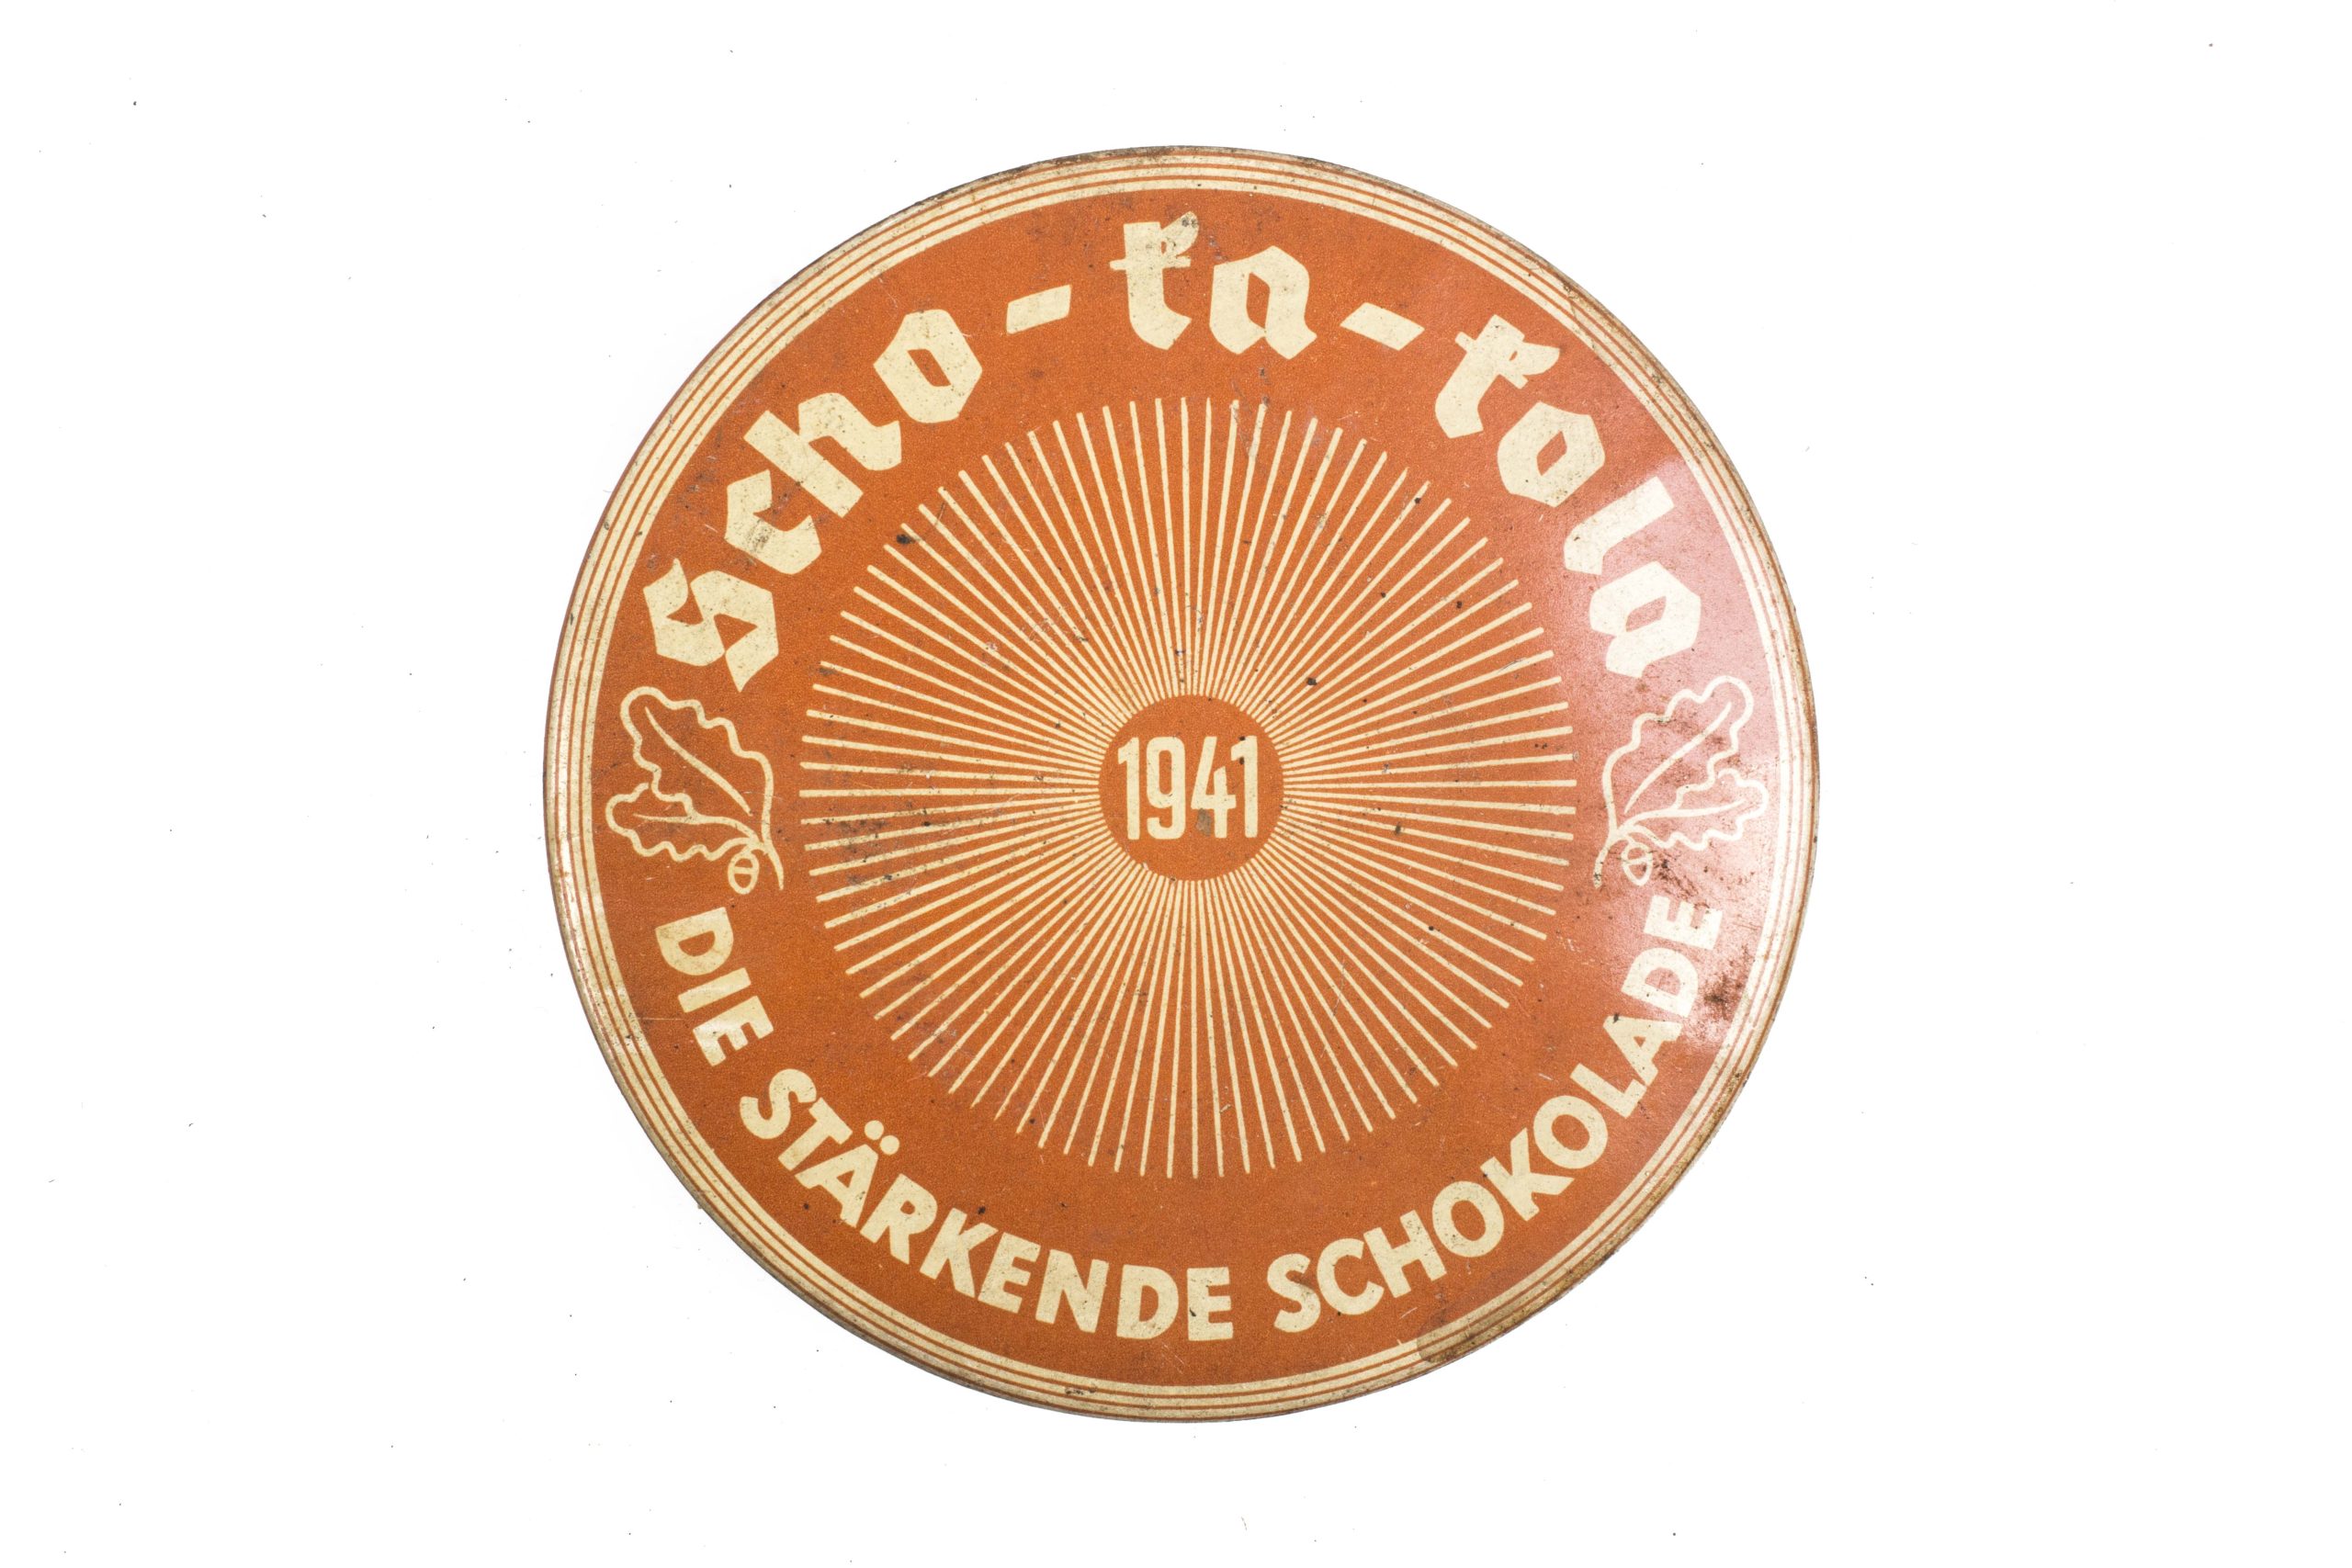 Scho-ka-kola
1941
DIE STÄRKENDE SCHOKOLADE